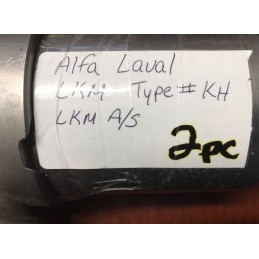 Alfa Laval
LKM Type # KH
LKM A/S
2pc